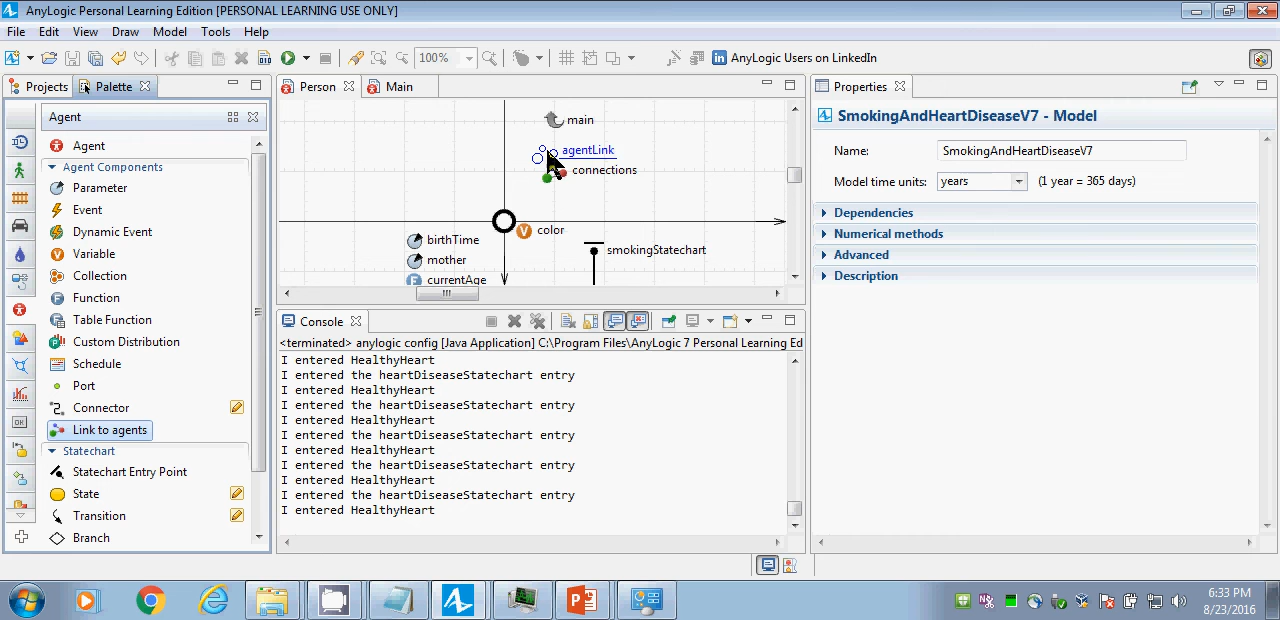 AnyLogic Personal Learning Edition [PERSONAL LEARNING USE ONLY]
File Edit View Draw Model Tools Help
100% AnyLogic Users on LinkedIn
Projects Palette
Person Main
Properties
Agent
Agent
Agent Components
Parameter
Event
Dynamic Event
Variable
Collection
Function
Table Function
Custom Distribution
Schedule
Port
Connector
Link to agents
Statechart
Statechart Entry Point
State
Transition
Branch
main
agentLink
connections
color
birthTime
mother
currentAge
smokingStatechart
Console
<terminated> anylogic config [Java Application] C:\Program Files\AnyLogic 7 Personal Learning Ed
I entered HealthyHeart
I entered the heartDiseaseStatechart entry
I entered HealthyHeart
I entered the heartDiseaseStatechart entry
I entered HealthyHeart
I entered the heartDiseaseStatechart entry
I entered HealthyHeart
I entered the heartDiseaseStatechart entry
I entered HealthyHeart
I entered the heartDiseaseStatechart entry
I entered HealthyHeart
SmokingAndHeartDiseaseV7 - Model
Name: SmokingAndHeartDiseaseV7
Model time units: years (1 year = 365 days)
Dependencies
Numerical methods
Advanced
Description
6:33 PM
8/23/2016